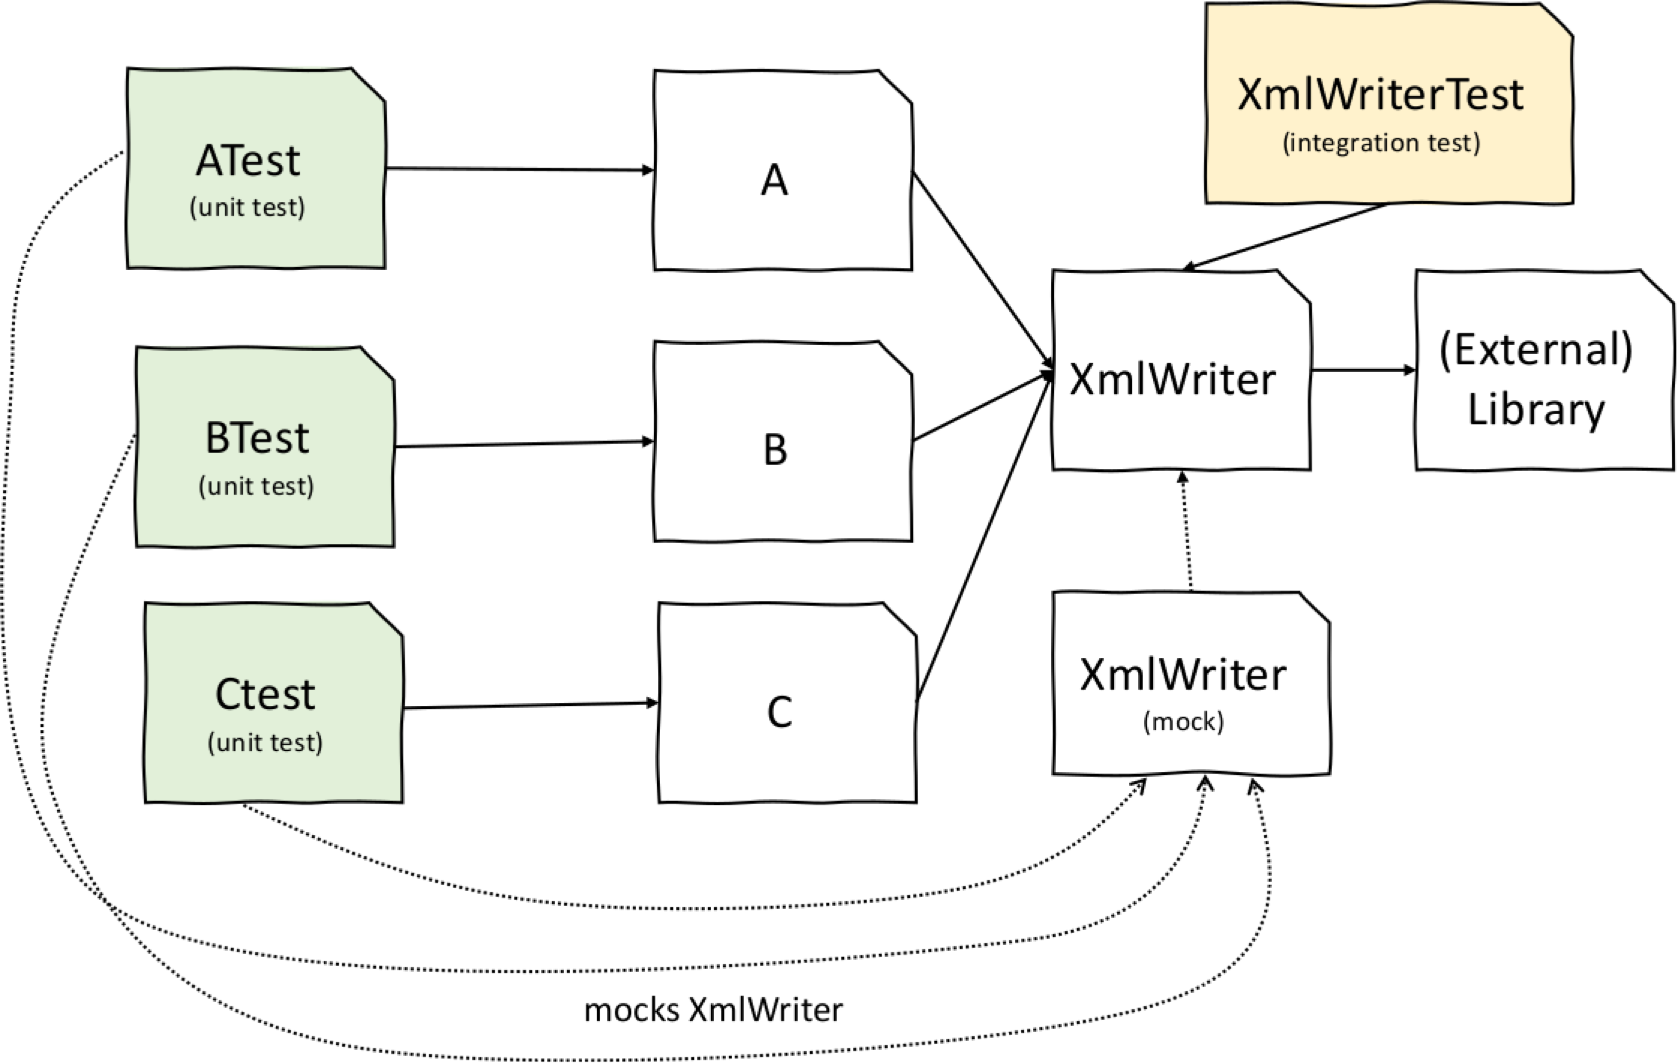 XmlWriterTest
(integration test)
ATest
(unit test)
A
BTest
(unit test)
B
XmlWriter
(External)
Library
Ctest
(unit test)
C
XmlWriter
(mock)
mocks XmlWriter